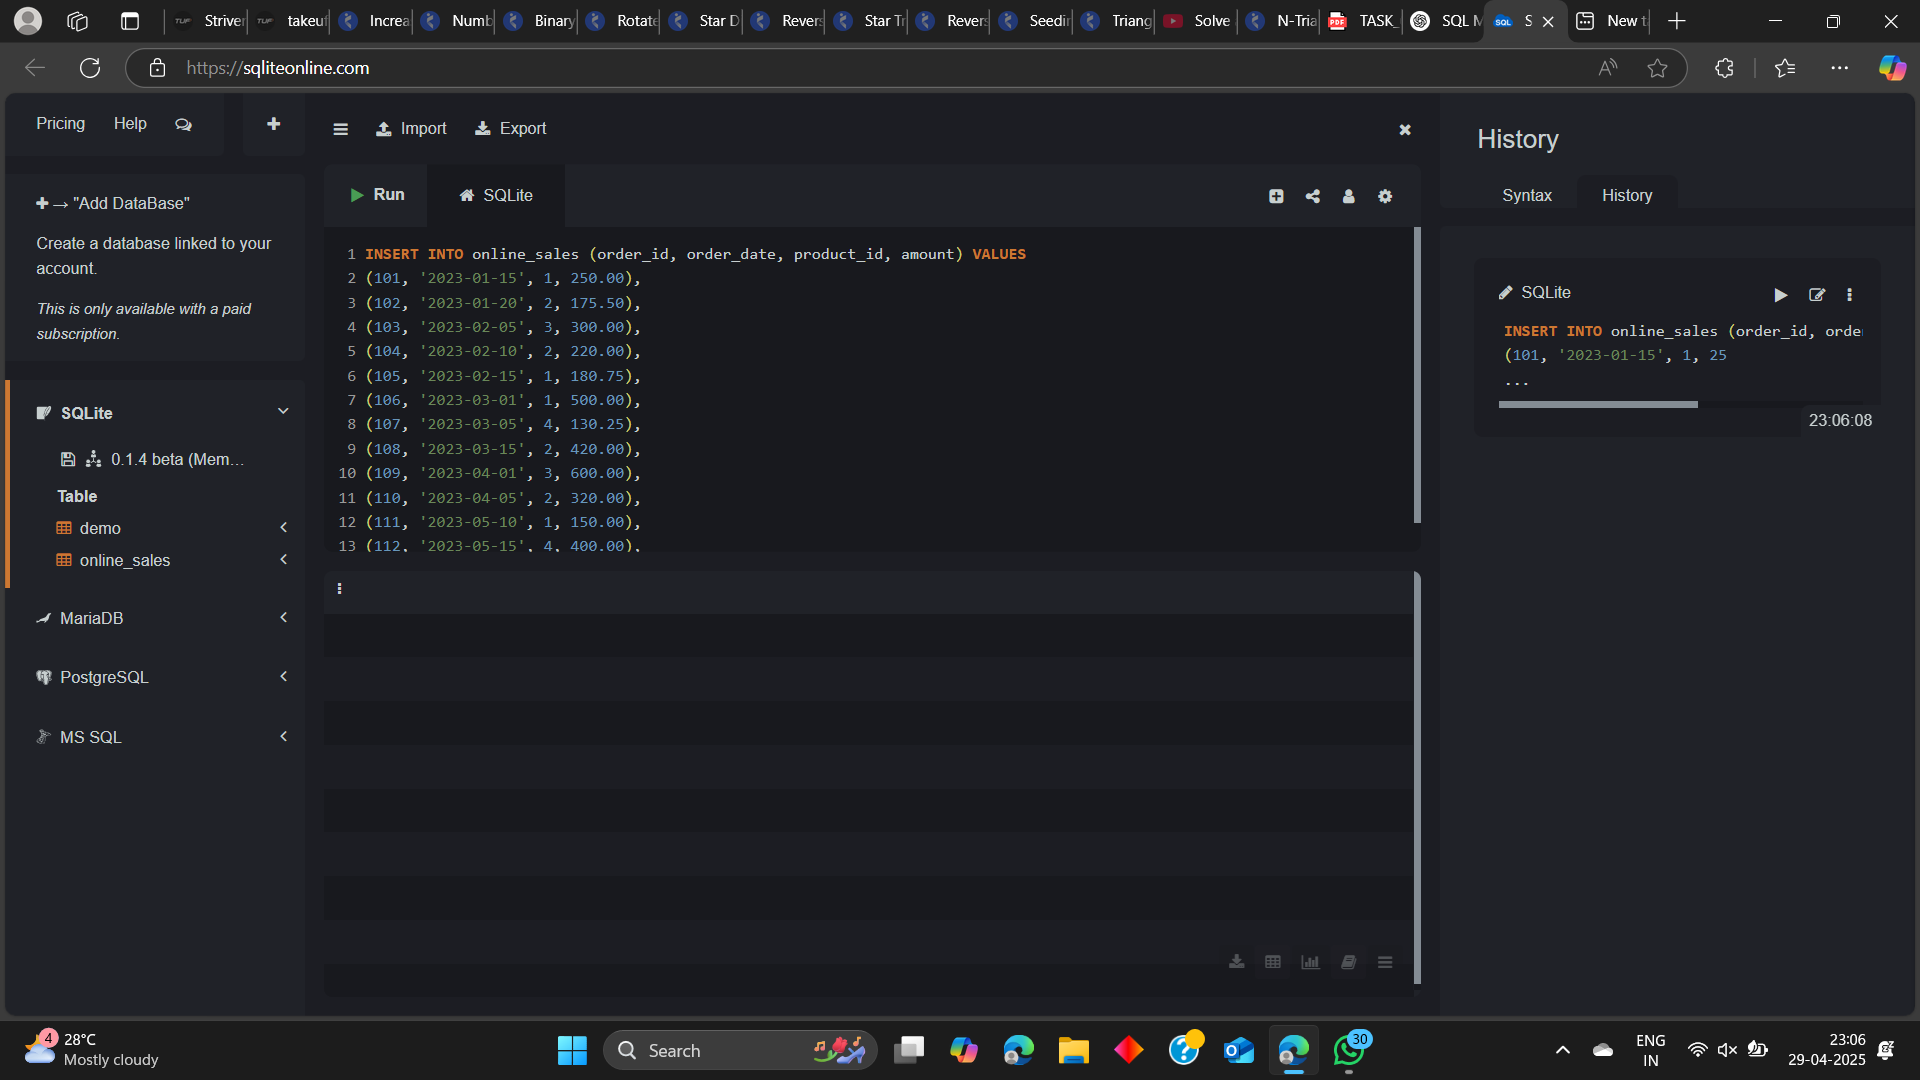 Striver
takeuf
Increa
Numb
Binary
Rotate
Star D
Revers
Star Tr
Revers
Seedin
Triang
Solve
N-Tria
TASK_
SQL M
S
New t
https://sqliteonline.com
Pricing
Help
Import
Export
History
"Add DataBase"
Run
SQLite
Syntax
History
Create a database linked to your
account.
This is only available with a paid
subscription.
1 INSERT INTO online_sales (order_id, order_date, product_id, amount) VALUES
2 (101, '2023-01-15', 1, 250.00),
3 (102, '2023-01-20', 2, 175.50),
4 (103, '2023-02-05', 3, 300.00),
5 (104, '2023-02-10', 2, 220.00),
6 (105, '2023-02-15', 1, 180.75),
7 (106, '2023-03-01', 1, 500.00),
8 (107, '2023-03-05', 4, 130.25),
9 (108, '2023-03-15', 2, 420.00),
10 (109, '2023-04-01', 3, 600.00),
11 (110, '2023-04-05', 2, 320.00),
12 (111, '2023-05-10', 1, 150.00),
13 (112, '2023-05-15', 4, 400.00),
SQLite
INSERT INTO online_sales (order_id, order
(101, '2023-01-15', 1, 25
...
23:06:08
SQLite
0.1.4 beta (Mem...
Table
demo
online_sales
MariaDB
PostgreSQL
MS SQL
4
28°C
Mostly cloudy
Search
30
ENG
IN
23:06
29-04-2025